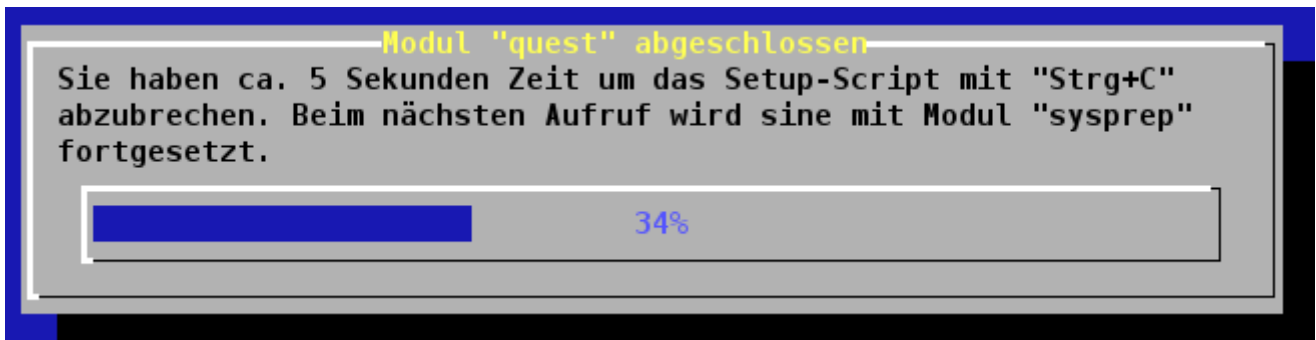 Modul "quest" abgeschlossen
Sie haben ca. 5 Sekunden Zeit um das Setup-Script mit "Strg+C"
abzubrechen. Beim nächsten Aufruf wird sine mit Modul "sysprep"
fortgesetzt.
34%